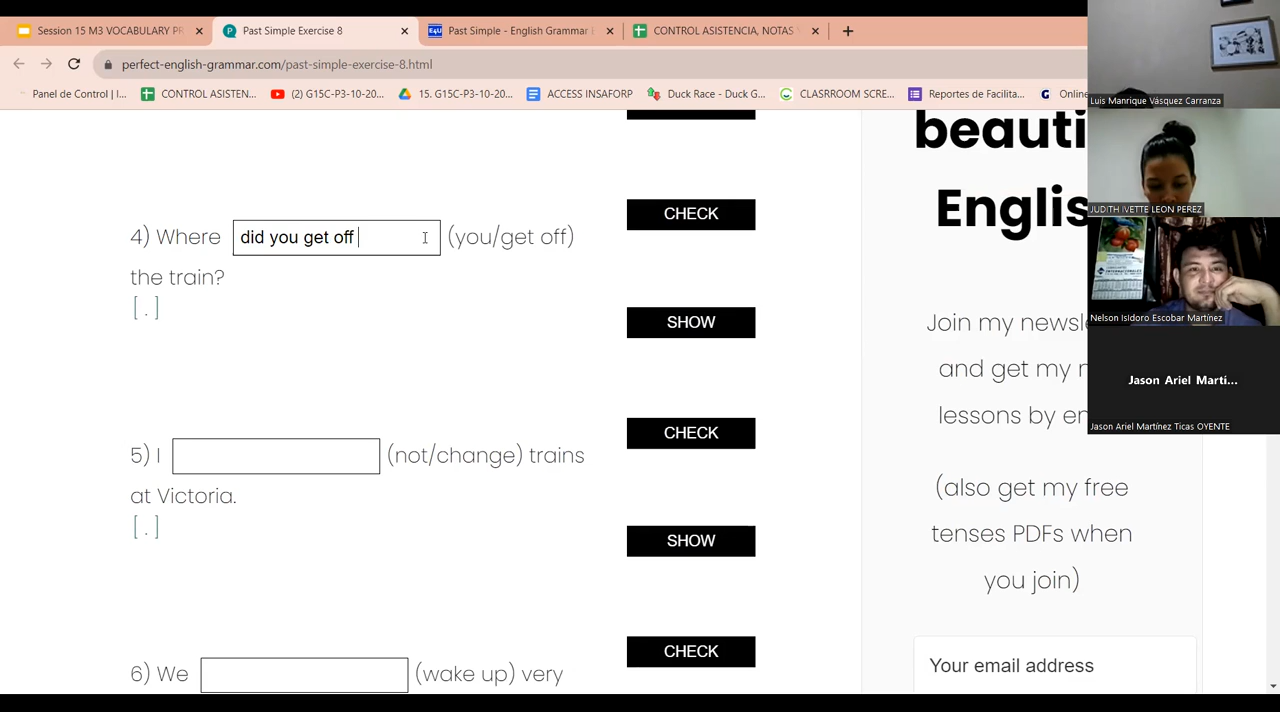 Session 15 M3 VOCABULARY PR
Past Simple Exercise 8
Past Simple - English Grammar E
CONTROL ASISTENCIA, NOTAS Y
perfect-english-grammar.com/past-simple-exercise-8.html
Panel de Control | I...
CONTROL ASISTEN...
(2) G15C-P3-10-20...
15. G15C-P3-10-20...
ACCESS INSAFORP
Duck Race - Duck G...
CLASRROOM SCRE...
Reportes de Facilita...
Online
CHECK
4) Where did you get off (you/get off)
the train?
[ . ]
SHOW
CHECK
5) I (not/change) trains
at Victoria.
[ . ]
SHOW
CHECK
6) We (wake up) very
beauti
Englis
Join my newsle
and get my n
lessons by em
(also get my free
tenses PDFs when
you join)
Your email address
Luis Manrique Vásquez Carranza
JUDITH IVETTE LEON PEREZ
Nelson Isidoro Escobar Martínez
Jason Ariel Martí...
Jason Ariel Martínez Ticas OYENTE